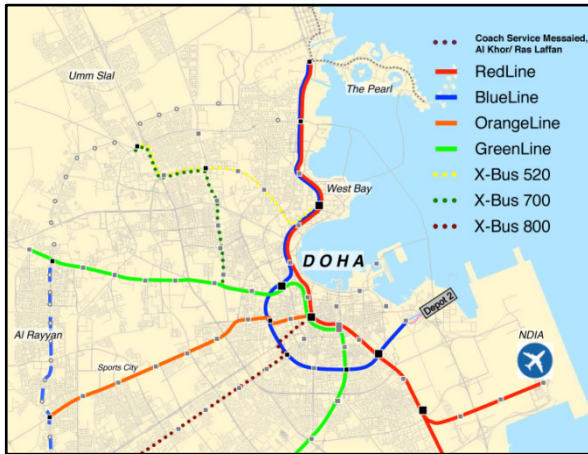 Coach Service Messaied,
Al Khor/ Ras Laffan
RedLine
BlueLine
OrangeLine
GreenLine
X-Bus 520
X-Bus 700
X-Bus 800
Umm Slal
The Pearl
West Bay
DOHA
Depot 2
Al Rayyan
Sports City
NDIA